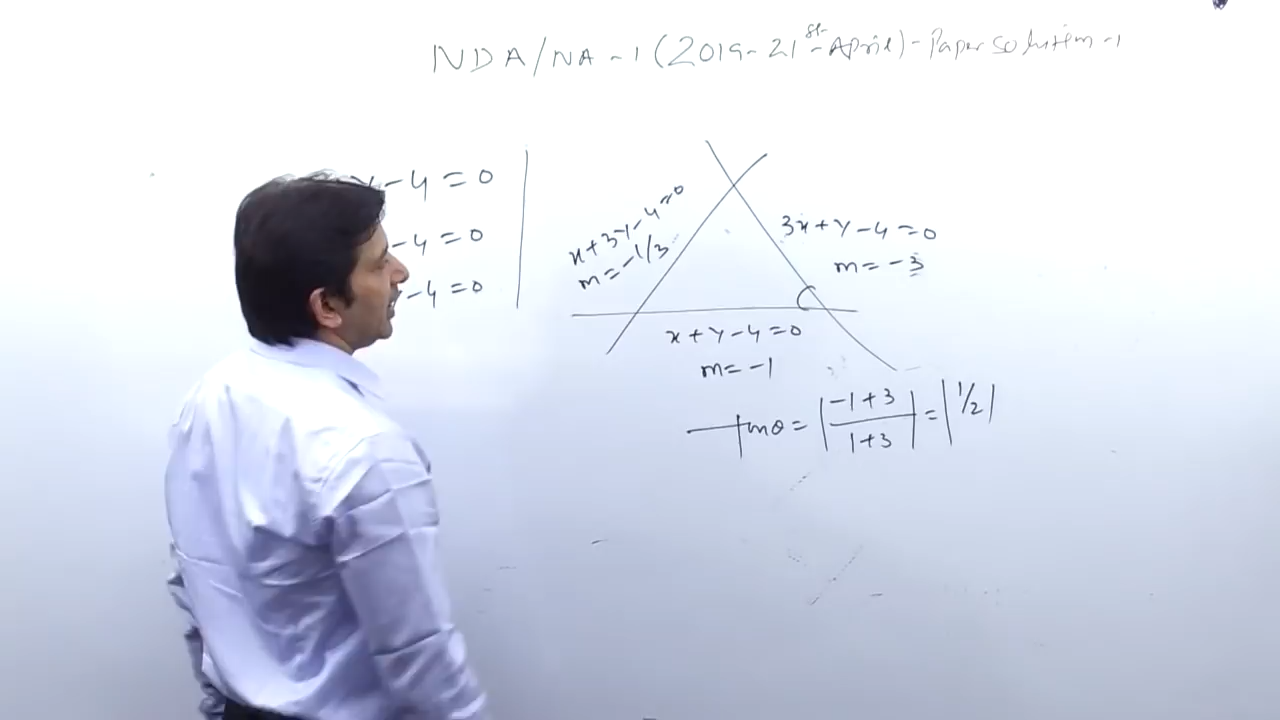 NDA/NA-1 (2019-21st-April)-Paper solution-1
Y-4=0
-4=0
-4=0
x+3Y-4=0
m=-1/3
3x+Y-4=0
m=-3
x+Y-4=0
m=-1
tanθ=|(-1+3)/(1+3)|=|1/2|